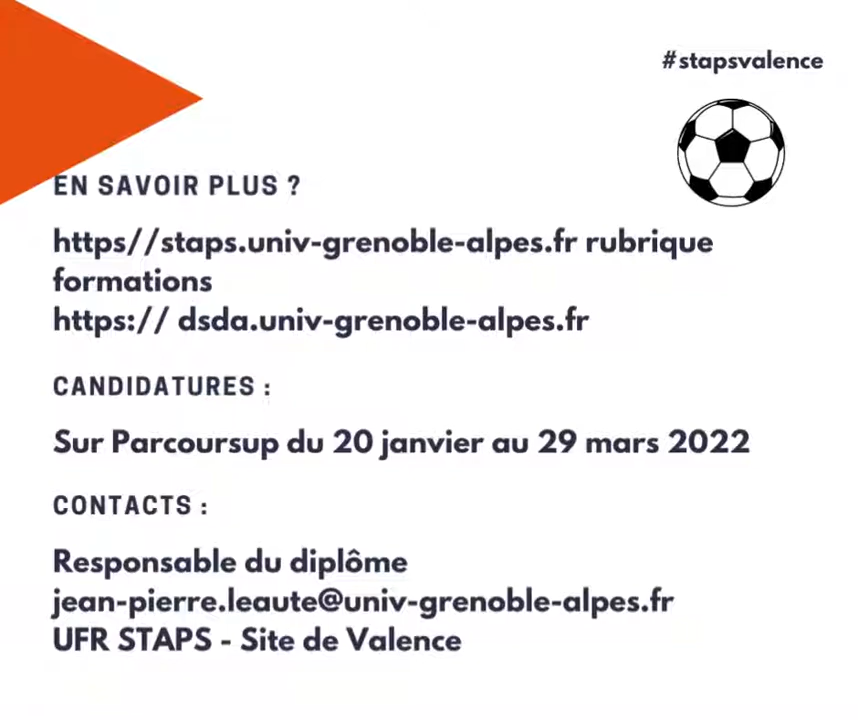 #stapsvalence
EN SAVOIR PLUS ?
https//staps.univ-grenoble-alpes.fr rubrique
formations
https:// dsda.univ-grenoble-alpes.fr
CANDIDATURES :
Sur Parcoursup du 20 janvier au 29 mars 2022
CONTACTS :
Responsable du diplôme
jean-pierre.leaute@univ-grenoble-alpes.fr
UFR STAPS - Site de Valence